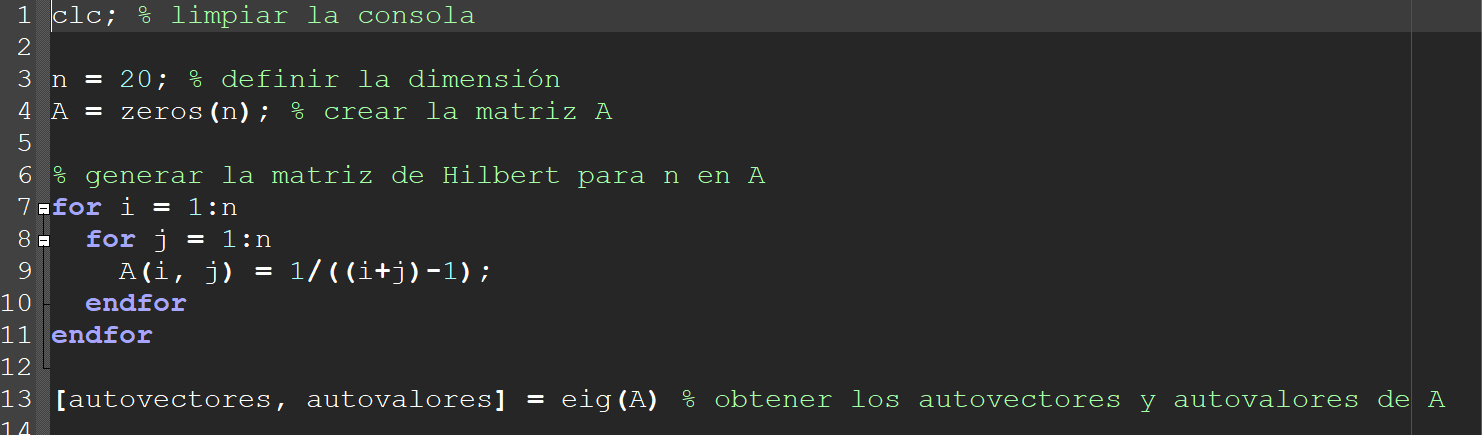 1 clc; % limpiar la consola
2
3 n = 20; % definir la dimensión
4 A = zeros(n); % crear la matriz A
5
6 % generar la matriz de Hilbert para n en A
7 for i = 1:n
8   for j = 1:n
9     A(i, j) = 1/((i+j)-1);
10   endfor
11 endfor
12
13 [autovectores, autovalores] = eig(A) % obtener los autovectores y autovalores de A
14